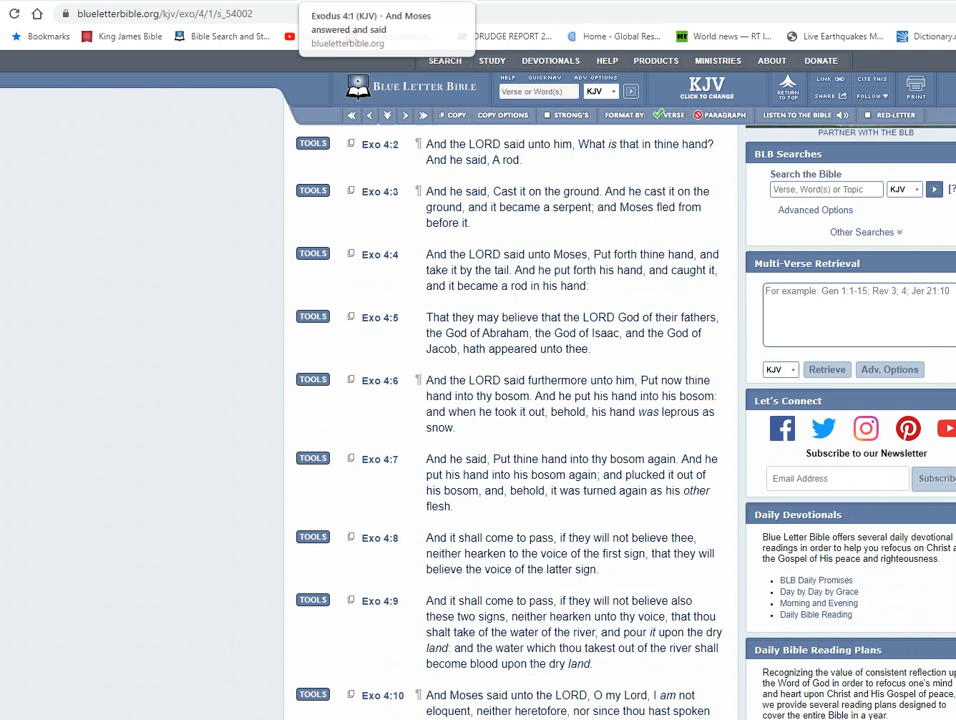 blueletterbible.org/kjv/exo/4/1/s_54002
Exodus 4:1 (KJV) - And Moses
answered and said
blueletterbible.org
Bookmarks
King James Bible
Bible Search and St...
DRUDGE REPORT 2...
Home - Global Res...
World news — RT I...
Live Earthquakes M...
Dictionary.c
SEARCH STUDY DEVOTIONALS HELP PRODUCTS MINISTRIES ABOUT DONATE
BLUE LETTER BIBLE
HELP QUICKNAV ADV OPTIONS
Verse or Word(s) KJV
KJV
CLICK TO CHANGE
RETURN
TO TOP
LINK CITE THIS
SHARE FOLLOW
PRINT
COPY COPY OPTIONS STRONG'S FORMAT BY VERSE PARAGRAPH LISTEN TO THE BIBLE RED-LETTER
TOOLS Exo 4:2 ¶ And the LORD said unto him, What is that in thine hand?
And he said, A rod.
TOOLS Exo 4:3 ¶ And he said, Cast it on the ground. And he cast it on the
ground, and it became a serpent; and Moses fled from
before it.
TOOLS Exo 4:4 And the LORD said unto Moses, Put forth thine hand, and
take it by the tail. And he put forth his hand, and caught it,
and it became a rod in his hand:
TOOLS Exo 4:5 That they may believe that the LORD God of their fathers,
the God of Abraham, the God of Isaac, and the God of
Jacob, hath appeared unto thee.
TOOLS Exo 4:6 ¶ And the LORD said furthermore unto him, Put now thine
hand into thy bosom. And he put his hand into his bosom:
and when he took it out, behold, his hand was leprous as
snow.
TOOLS Exo 4:7 And he said, Put thine hand into thy bosom again. And he
put his hand into his bosom again; and plucked it out of
his bosom, and, behold, it was turned again as his other
flesh.
TOOLS Exo 4:8 And it shall come to pass, if they will not believe thee,
neither hearken to the voice of the first sign, that they will
believe the voice of the latter sign.
TOOLS Exo 4:9 And it shall come to pass, if they will not believe also
these two signs, neither hearken unto thy voice, that thou
shalt take of the water of the river, and pour it upon the dry
land: and the water which thou takest out of the river shall
become blood upon the dry land.
TOOLS Exo 4:10 ¶ And Moses said unto the LORD, O my Lord, I am not
eloquent, neither heretofore, nor since thou hast spoken
PARTNER WITH THE BLB
BLB Searches
Search the Bible
Verse, Word(s) or Topic KJV [?
Advanced Options
Other Searches
Multi-Verse Retrieval
For example: Gen 1:1-15; Rev 3; 4; Jer 21:10
KJV Retrieve Adv. Options
Let's Connect
Subscribe to our Newsletter
Email Address Subscribe
Daily Devotionals
Blue Letter Bible offers several daily devotional
readings in order to help you refocus on Christ a
the Gospel of His peace and righteousness.
BLB Daily Promises
Day by Day by Grace
Morning and Evening
Daily Bible Reading
Daily Bible Reading Plans
Recognizing the value of consistent reflection up
the Word of God in order to refocus one's mind
and heart upon Christ and His Gospel of peace,
we provide several reading plans designed to
cover the entire Bible in a year.